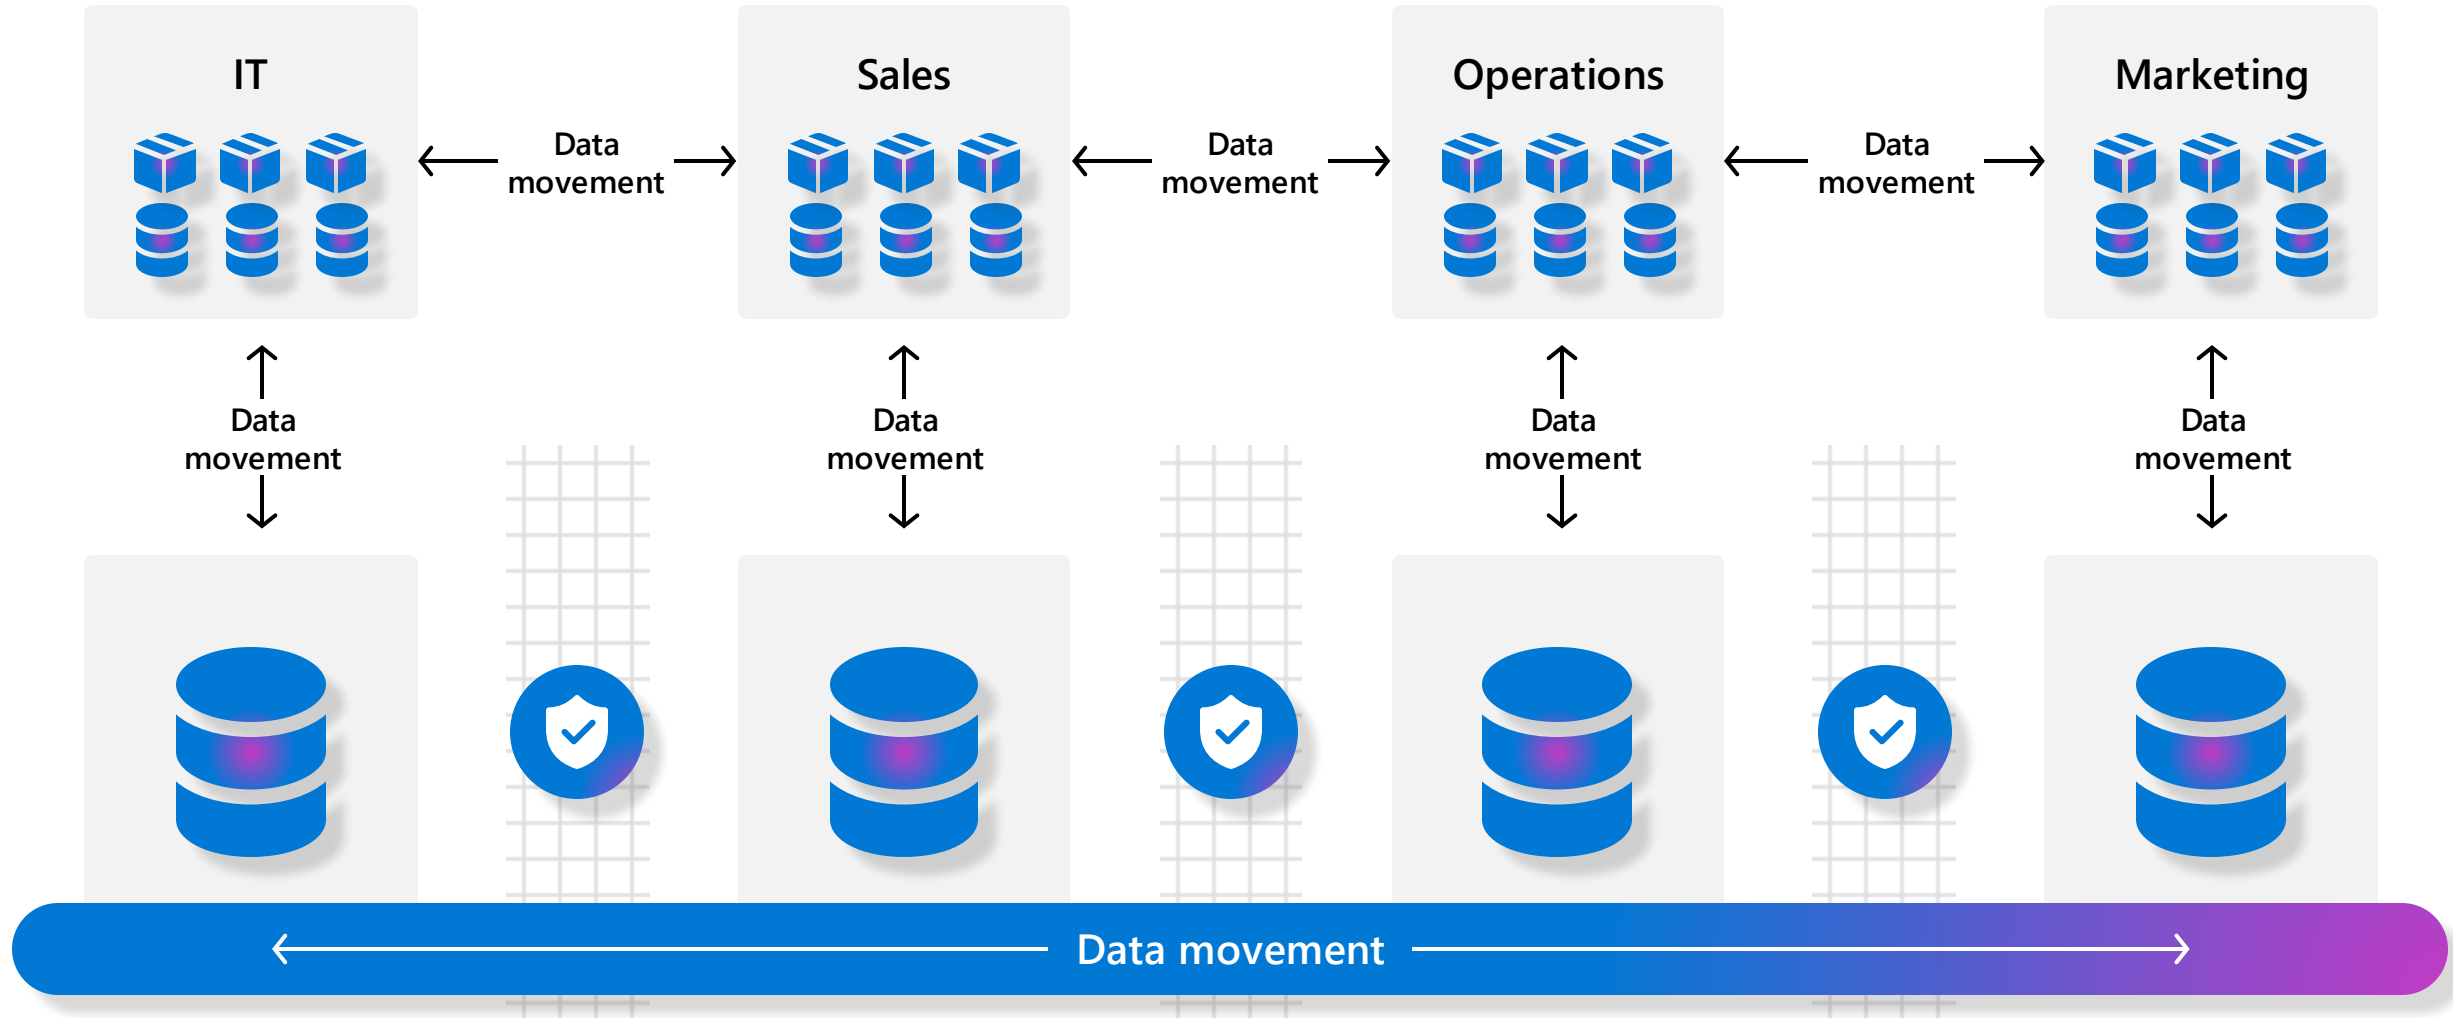 IT
Sales
Operations
Marketing
Data
movement
Data
movement
Data
movement
Data
movement
Data
movement
Data
movement
Data
movement
Data movement